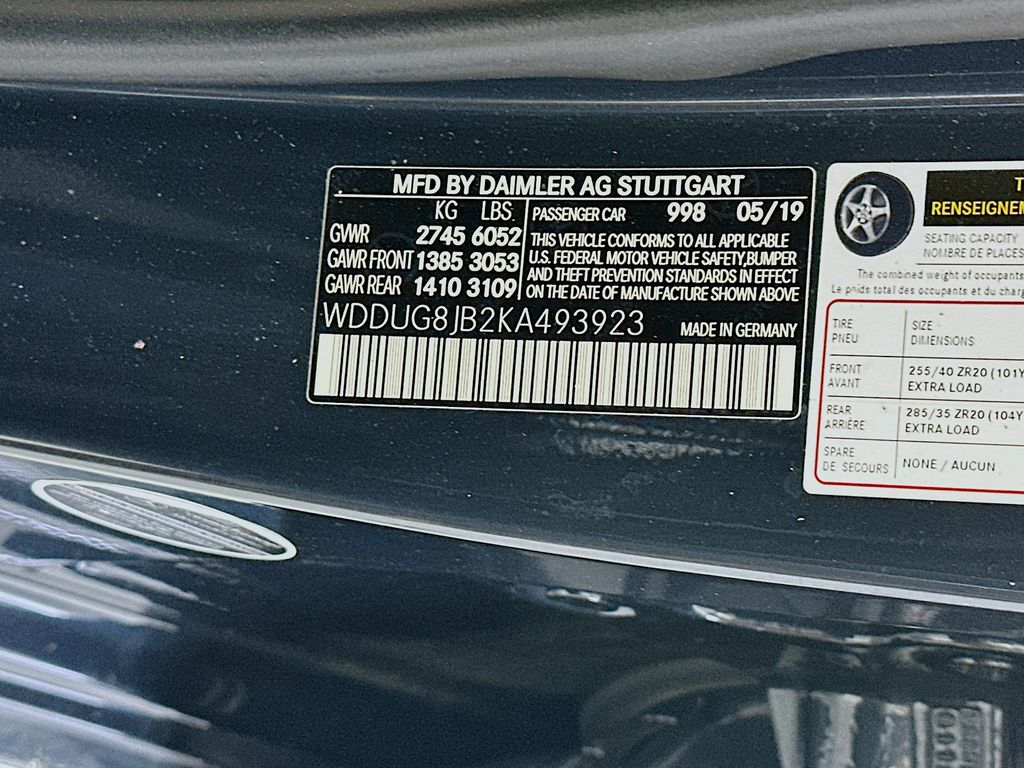 MFD BY DAIMLER AG STUTTGART
KG LBS
GVWR 2745 6052
GAWR FRONT 1385 3053
GAWR REAR 1410 3109
PASSENGER CAR 998 05/19
THIS VEHICLE CONFORMS TO ALL APPLICABLE
U.S. FEDERAL MOTOR VEHICLE SAFETY,BUMPER
AND THEFT PREVENTION STANDARDS IN EFFECT
ON THE DATE OF MANUFACTURE SHOWN ABOVE
WDDUG8JB2KA493923 MADE IN GERMANY
T
RENSEIGNEM
SEATING CAPACITY
NOMBRE DE PLACES
The combined weight of occupants
Le poids total des occupants et du charg
TIRE SIZE
PNEU DIMENSIONS
FRONT 255/40 ZR20 (101Y
AVANT EXTRA LOAD
REAR 285/35 ZR20 (104Y
ARRIÈRE EXTRA LOAD
SPARE
DE SECOURS NONE / AUCUN